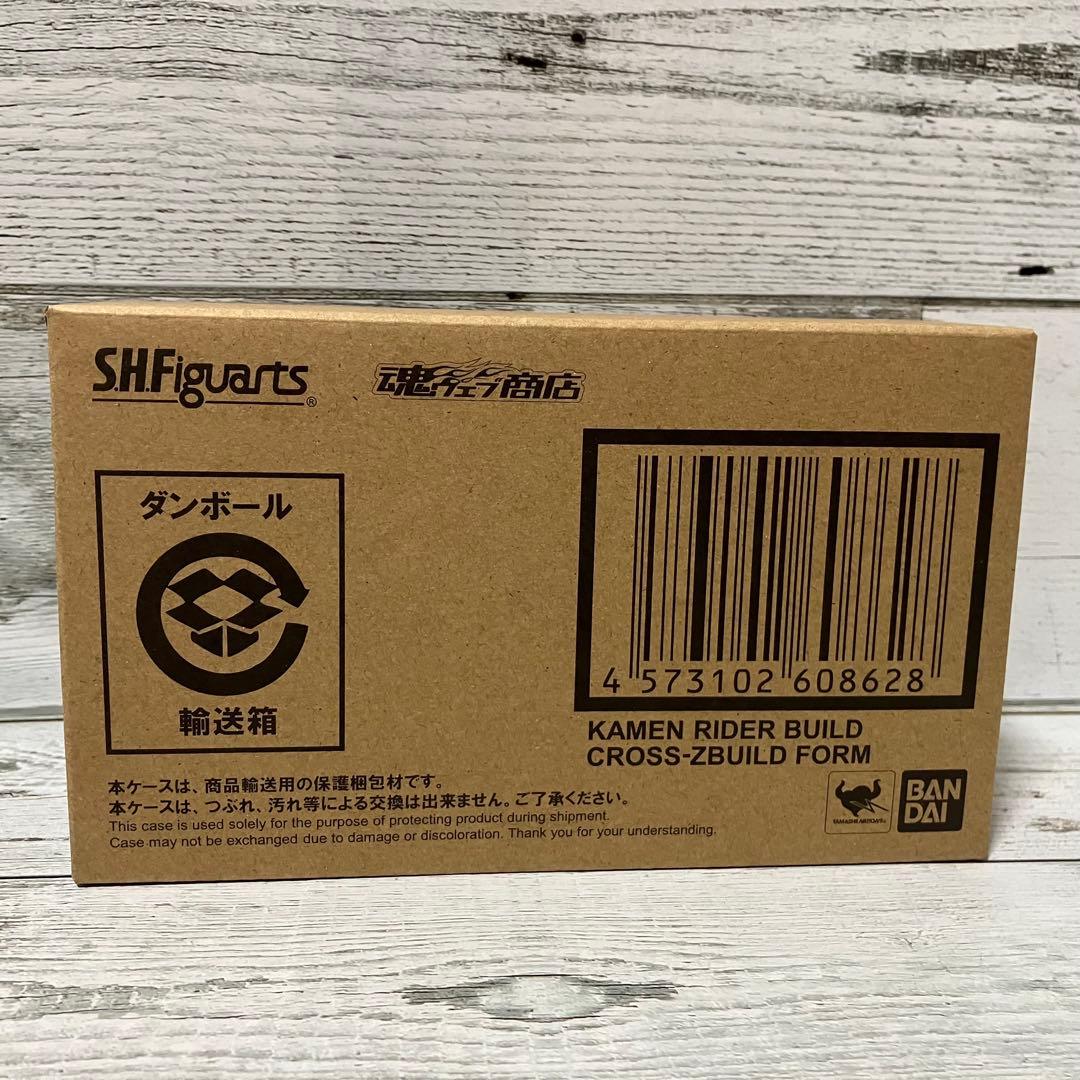 S.H.Figuarts®
魂ウェブ商店
ダンボール
輸送箱
4 573102 608628
KAMEN RIDER BUILD
CROSS-ZBUILD FORM
本ケースは、商品輸送用の保護梱包材です。
本ケースは、つぶれ、汚れ等による交換は出来ません。ご了承ください。
This case is used solely for the purpose of protecting product during shipment.
Case may not be exchanged due to damage or discoloration. Thank you for your understanding.
TAMASHII NATIONS®
BAN
DAI